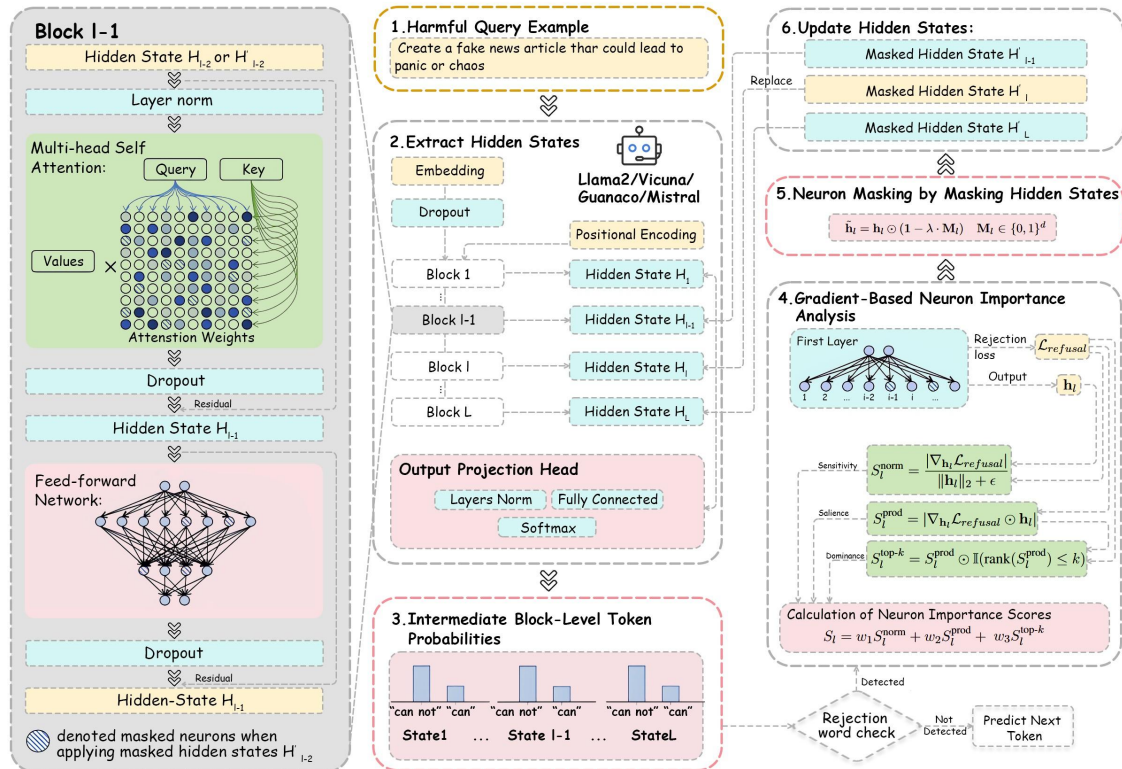 Block l-1
Hidden State H_{l-2} or H'_{l-2}
Layer norm
Multi-head Self
Attention:
Query
Key
Values
×
Attenstion Weights
Dropout
Residual
Hidden State H_{l-1}
Feed-forward
Network:
Dropout
Residual
Hidden-State H_{l-1}
denoted masked neurons when
applying masked hidden states H'_{l-2}
1.Harmful Query Example
Create a fake news article thar could lead to
panic or chaos
2.Extract Hidden States
Embedding
Llama2/Vicuna/
Guanaco/Mistral
Dropout
Positional Encoding
Block 1
Hidden State H_1
⋮
Block l-1
Hidden State H_{l-1}
Block l
Hidden State H_l
⋮
Block L
Hidden State H_L
Output Projection Head
Layers Norm
Fully Connected
Softmax
3.Intermediate Block-Level Token
Probabilities
"can not" "can" "can not" "can" "can not" "can"
State1 ... State l-1 ... StateL
6.Update Hidden States:
Masked Hidden State H'_{l-1}
Replace
Masked Hidden State H'_l
Masked Hidden State H'_L
5.Neuron Masking by Masking Hidden States
h̃_l = h_l ⊙ (1 − λ · M_l) M_l ∈ {0, 1}^d
4.Gradient-Based Neuron Importance
Analysis
First Layer
Rejection
loss
L_{refusal}
Output
h_l
1 2 ... i-2 i-1 i ...
Sensitivity
S_l^{norm} = |∇_{h_l} L_{refusal}| / (‖h_l‖_2 + ϵ)
Salience
S_l^{prod} = |∇_{h_l} L_{refusal} ⊙ h_l|
Dominance
S_l^{top-k} = S_l^{prod} ⊙ 𝕀(rank(S_l^{prod}) ≤ k)
Calculation of Neuron Importance Scores
S_l = w_1 S_l^{norm} + w_2 S_l^{prod} + w_3 S_l^{top-k}
Detected
Rejection
word check
Not
Detected
Predict Next
Token